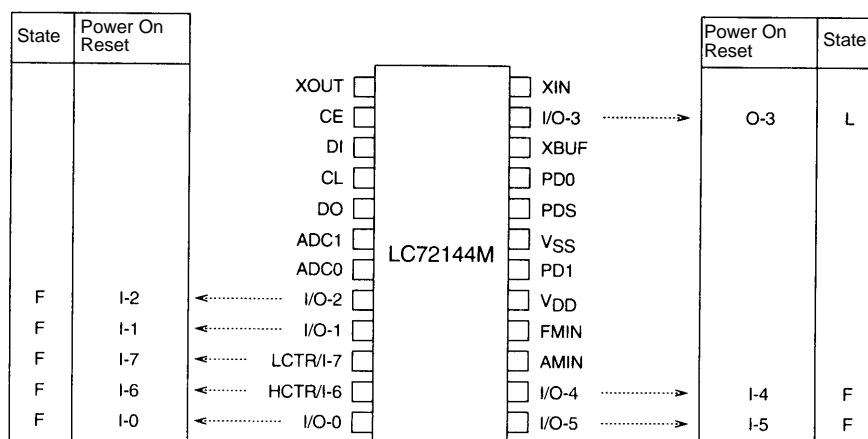 State Power On Reset
Power On Reset State
XOUT XIN
CE I/O-3 O-3 L
DI XBUF
CL PD0
DO PDS
ADC1 VSS
LC72144M
ADC0 PD1
F I-2 I/O-2 VDD
F I-1 I/O-1 FMIN
F I-7 LCTR/I-7 AMIN
F I-6 HCTR/I-6 I/O-4 I-4 F
F I-0 I/O-0 I/O-5 I-5 F